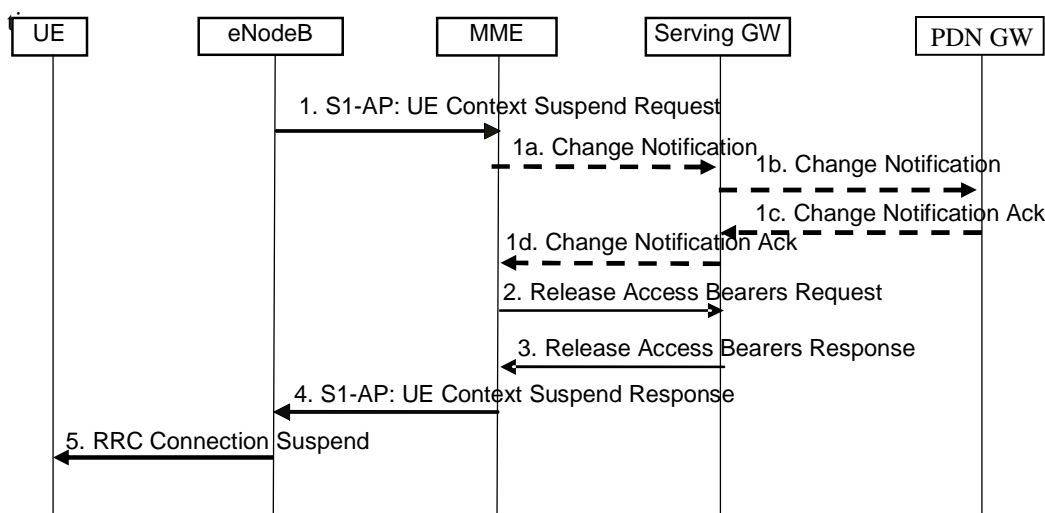 UE
eNodeB
MME
Serving GW
PDN GW
1. S1-AP: UE Context Suspend Request
1a. Change Notification
1b. Change Notification
1c. Change Notification Ack
1d. Change Notification Ack
2. Release Access Bearers Request
3. Release Access Bearers Response
4. S1-AP: UE Context Suspend Response
5. RRC Connection Suspend